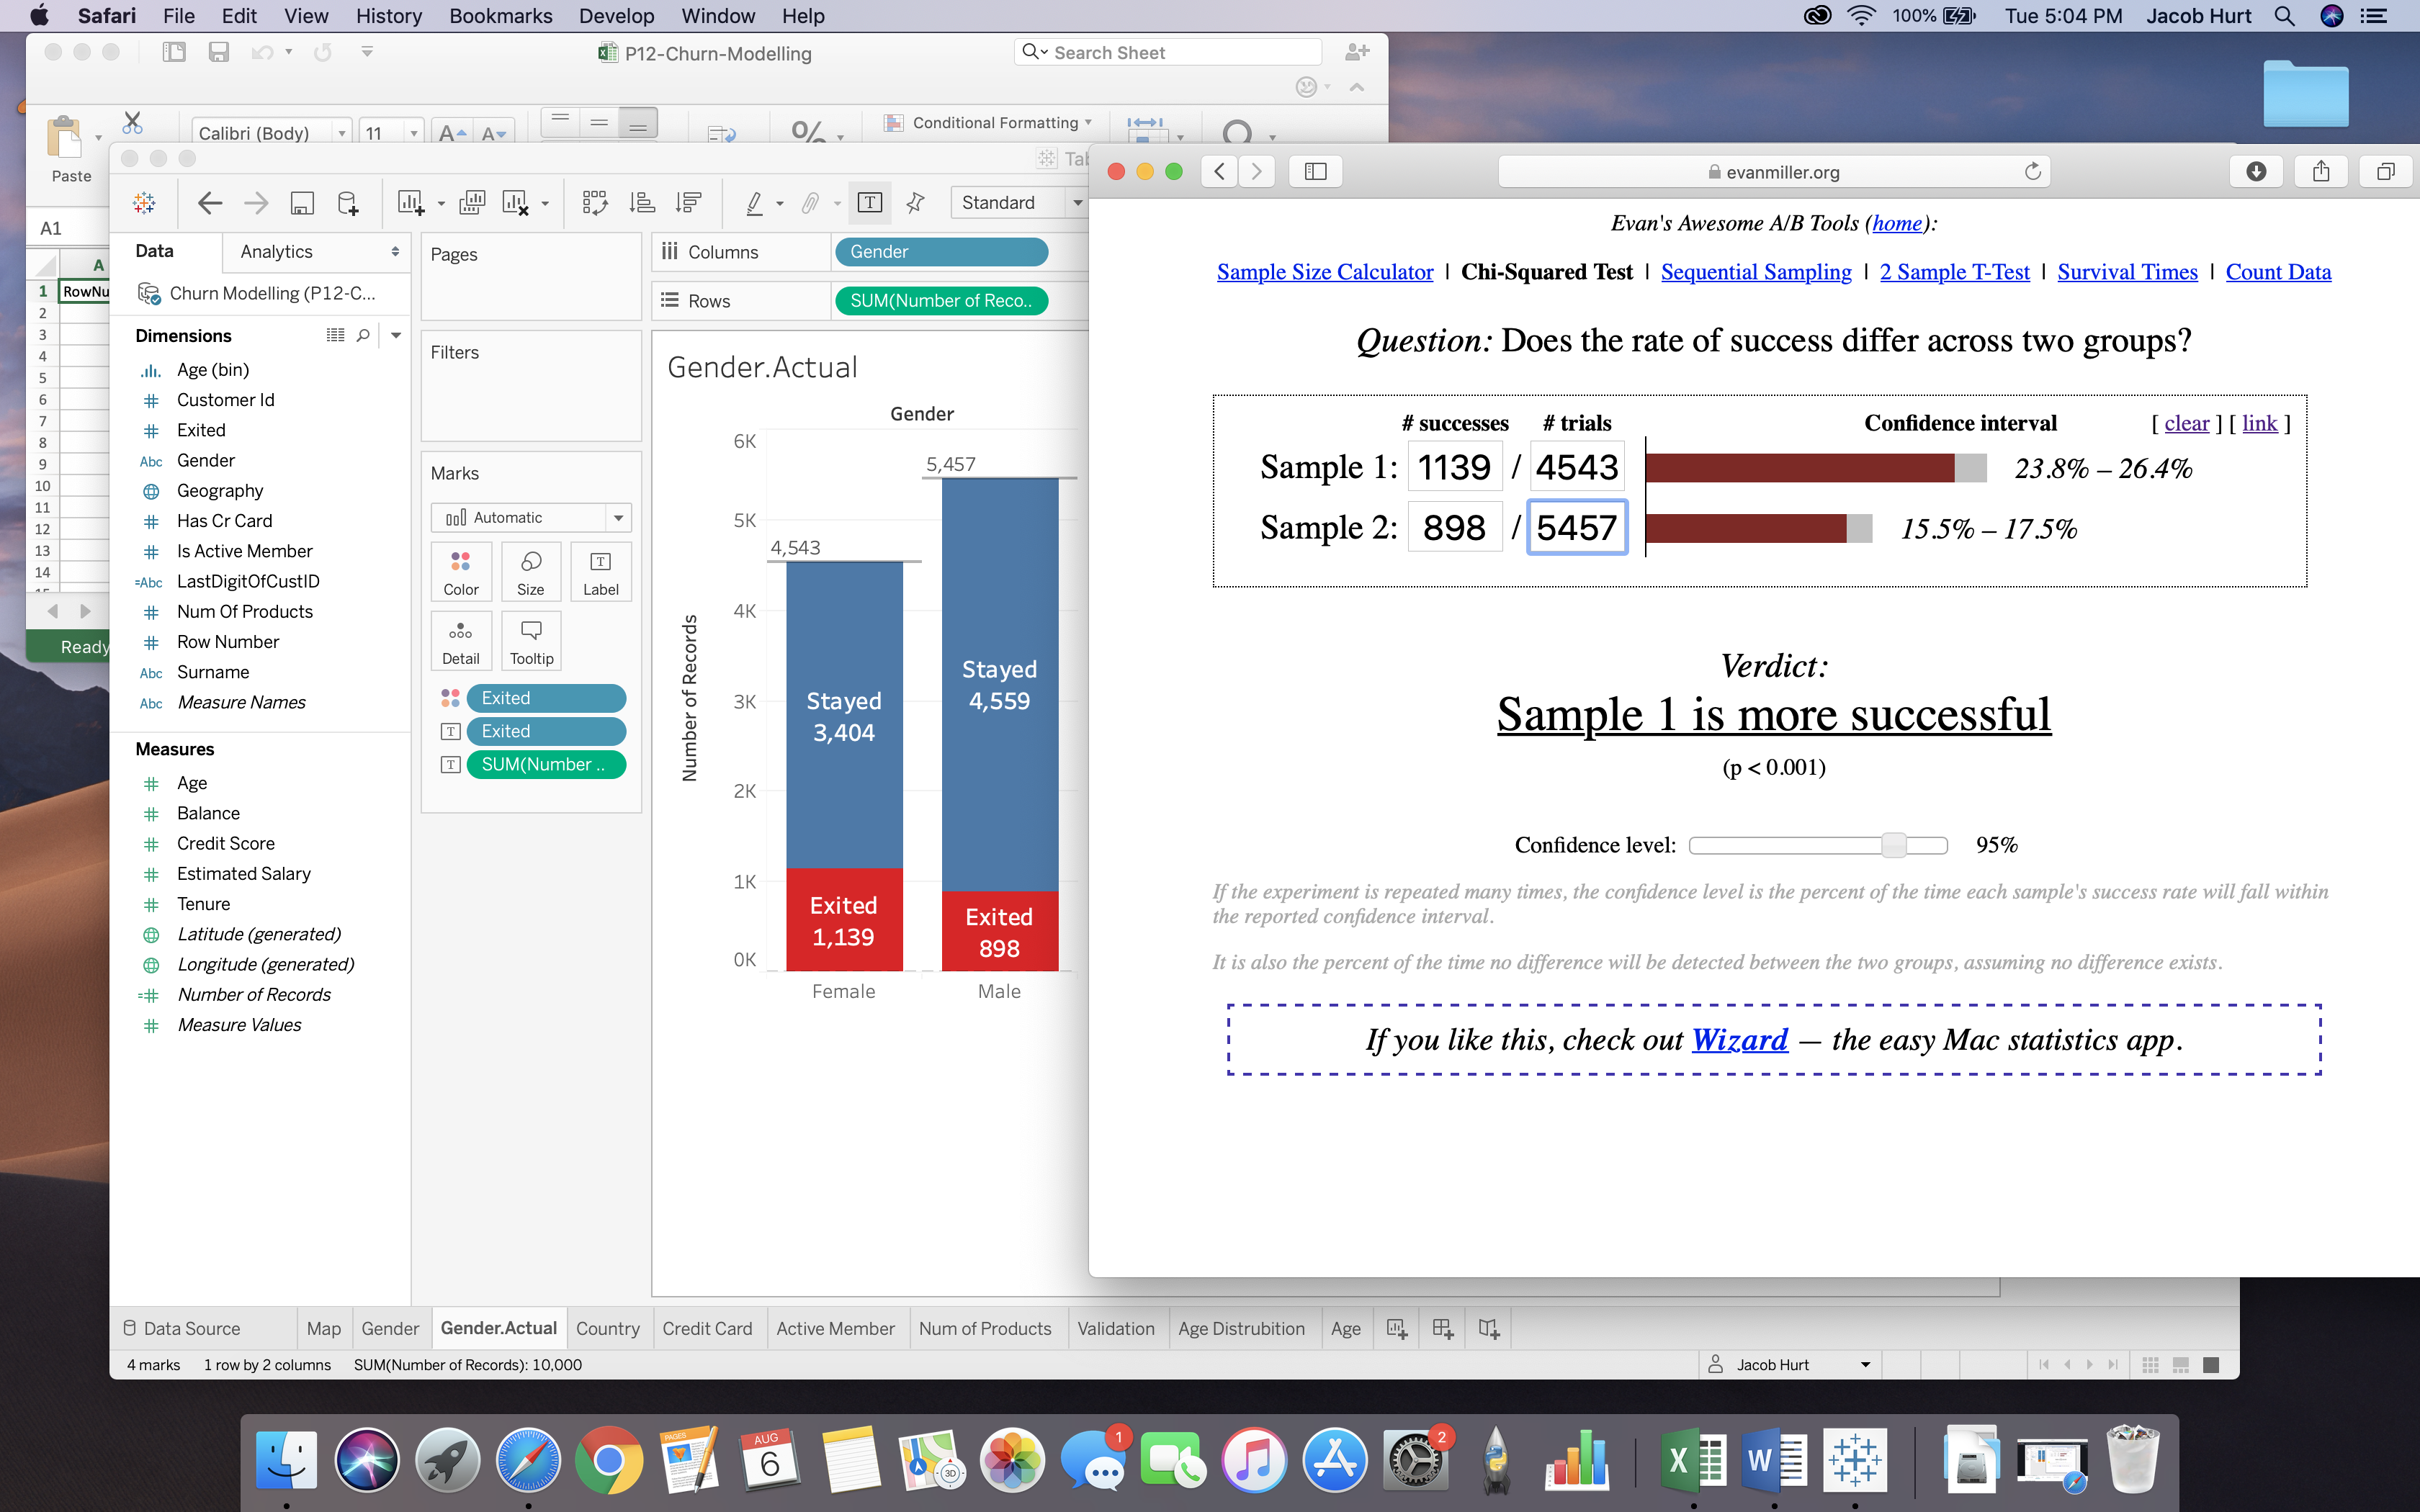 Safari File Edit View History Bookmarks Develop Window Help 100% Tue 5:04 PM Jacob Hurt
P12-Churn-Modelling
Search Sheet
Paste
Calibri (Body) 11 A A % Conditional Formatting
A1
A
1 RowNu
2
3
4
5
6
7
8
9
10
11
12
13
14
Ready
Standard
Data Analytics
Churn Modelling (P12-C...
Dimensions
Age (bin)
# Customer Id
# Exited
Abc Gender
Geography
# Has Cr Card
# Is Active Member
=Abc LastDigitOfCustID
# Num Of Products
# Row Number
Abc Surname
Abc Measure Names
Measures
# Age
# Balance
# Credit Score
# Estimated Salary
# Tenure
Latitude (generated)
Longitude (generated)
=# Number of Records
# Measure Values
Pages
Filters
Marks
Automatic
Color Size Label
Detail Tooltip
Exited
Exited
SUM(Number ..
Columns Gender
Rows SUM(Number of Reco..
Gender.Actual
Gender
6K
5K
4K
3K
2K
1K
0K
Number of Records
4,543
5,457
Stayed
3,404
Stayed
4,559
Exited
1,139
Exited
898
Female Male
evanmiller.org
Evan's Awesome A/B Tools (home):
Sample Size Calculator | Chi-Squared Test | Sequential Sampling | 2 Sample T-Test | Survival Times | Count Data
Question: Does the rate of success differ across two groups?
# successes # trials Confidence interval [ clear ] [ link ]
Sample 1: 1139 / 4543 23.8% – 26.4%
Sample 2: 898 / 5457 15.5% – 17.5%
Verdict:
Sample 1 is more successful
(p < 0.001)
Confidence level: 95%
If the experiment is repeated many times, the confidence level is the percent of the time each sample's success rate will fall within
the reported confidence interval.
It is also the percent of the time no difference will be detected between the two groups, assuming no difference exists.
If you like this, check out Wizard — the easy Mac statistics app.
Data Source Map Gender Gender.Actual Country Credit Card Active Member Num of Products Validation Age Distrubition Age
4 marks 1 row by 2 columns SUM(Number of Records): 10,000 Jacob Hurt
PAGES
AUG
6
3D
1
2
X
W